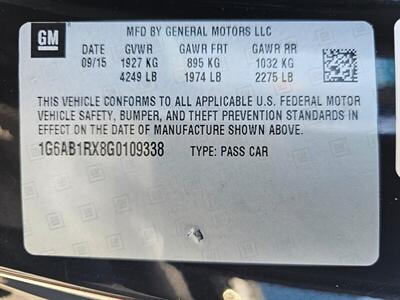 GM
MFD BY GENERAL MOTORS LLC
DATE GVWR GAWR FRT GAWR RR
09/15 1927 KG 895 KG 1032 KG
4249 LB 1974 LB 2275 LB
THIS VEHICLE CONFORMS TO ALL APPLICABLE U.S. FEDERAL MOTOR
VEHICLE SAFETY, BUMPER, AND THEFT PREVENTION STANDARDS
IN EFFECT ON THE DATE OF MANUFACTURE SHOWN ABOVE.
1G6AB1RX8G0109338 TYPE: PASS CAR